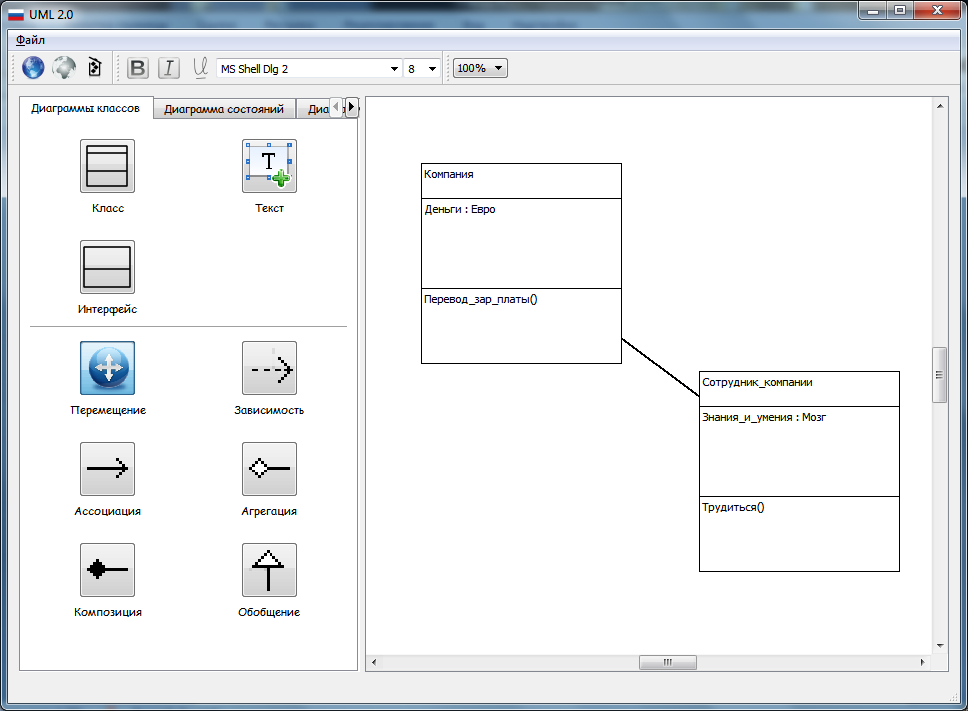 UML 2.0
Файл
B I U MS Shell Dlg 2 8 100%
Диаграммы классов Диаграмма состояний Диа
Класс Текст
Интерфейс
Перемещение Зависимость
Ассоциация Агрегация
Композиция Обобщение
Компания
Деньги : Евро
Перевод_зар_платы()
Сотрудник_компании
Знания_и_умения : Мозг
Трудиться()